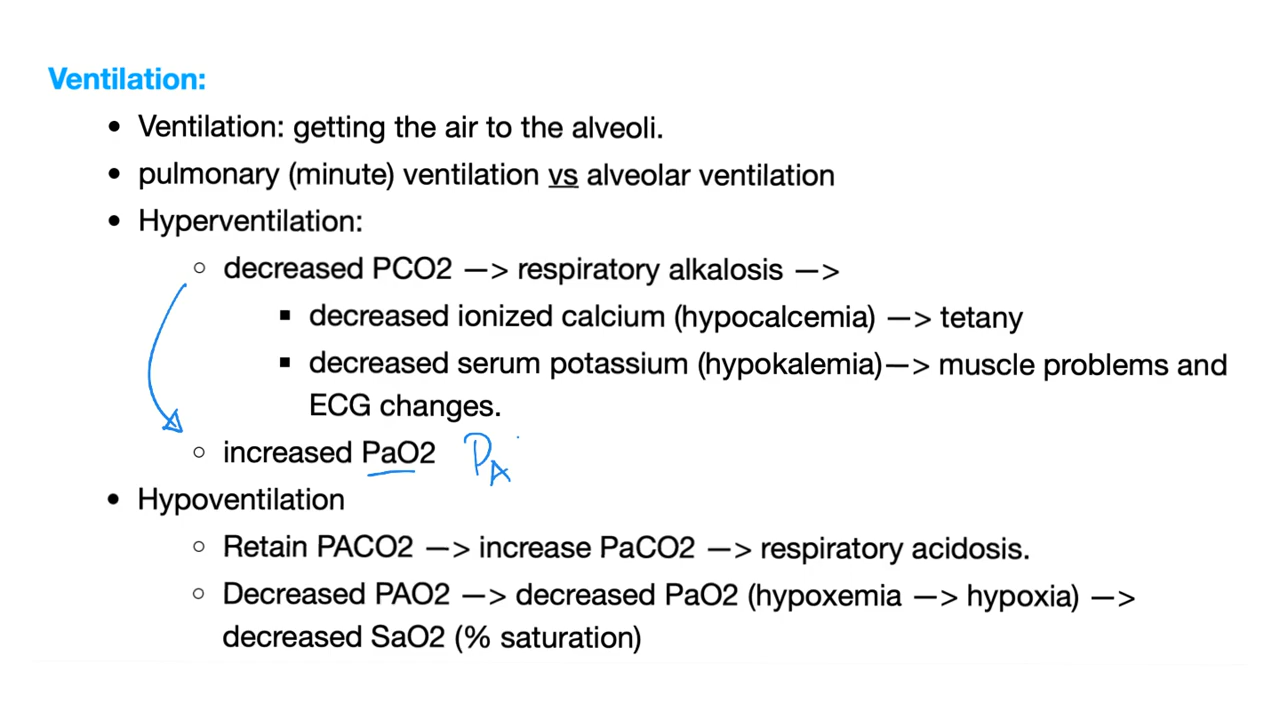 Ventilation:
• Ventilation: getting the air to the alveoli.
• pulmonary (minute) ventilation vs alveolar ventilation
• Hyperventilation:
○ decreased PCO2 —> respiratory alkalosis —>
▪ decreased ionized calcium (hypocalcemia) —> tetany
▪ decreased serum potassium (hypokalemia)—> muscle problems and
ECG changes.
○ increased PaO2 PA
• Hypoventilation
○ Retain PACO2 —> increase PaCO2 —> respiratory acidosis.
○ Decreased PAO2 —> decreased PaO2 (hypoxemia —> hypoxia) —>
decreased SaO2 (% saturation)